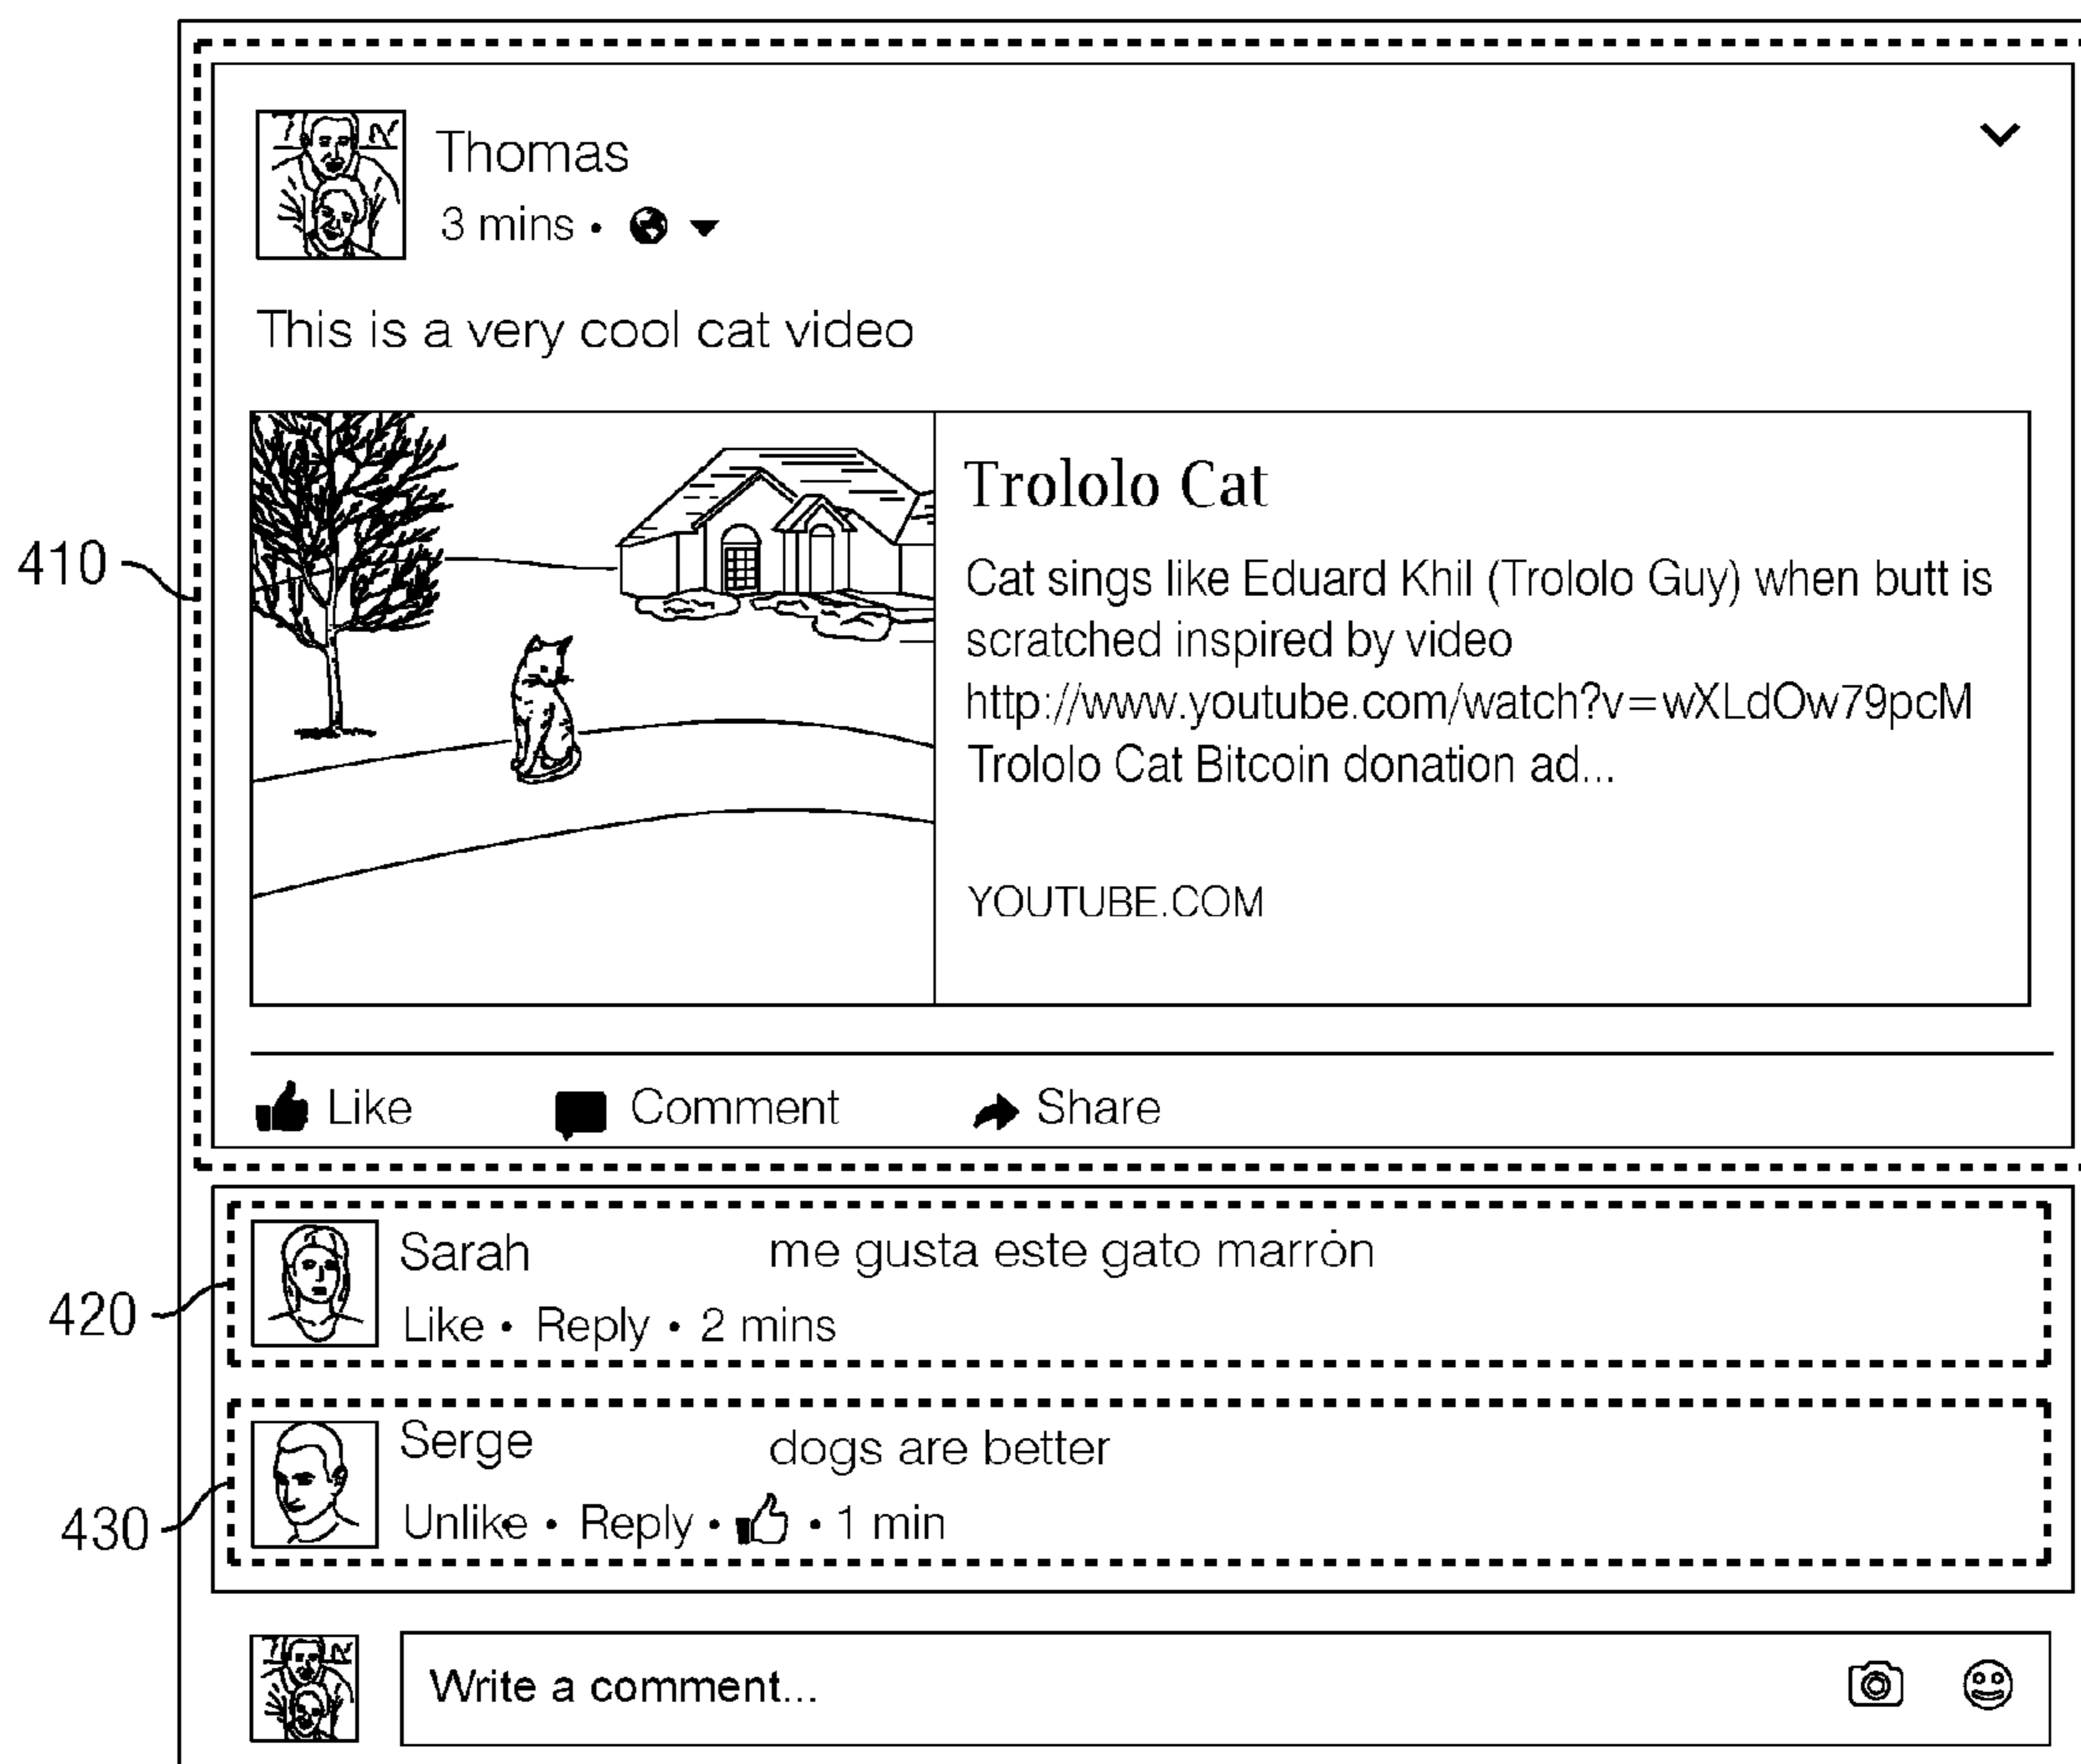 Thomas
3 mins •
This is a very cool cat video
410
Trololo Cat
Cat sings like Eduard Khil (Trololo Guy) when butt is
scratched inspired by video
http://www.youtube.com/watch?v=wXLdOw79pcM
Trololo Cat Bitcoin donation ad...
YOUTUBE.COM
Like Comment Share
420
Sarah me gusta este gato marrón
Like • Reply • 2 mins
430
Serge dogs are better
Unlike • Reply • • 1 min
Write a comment...